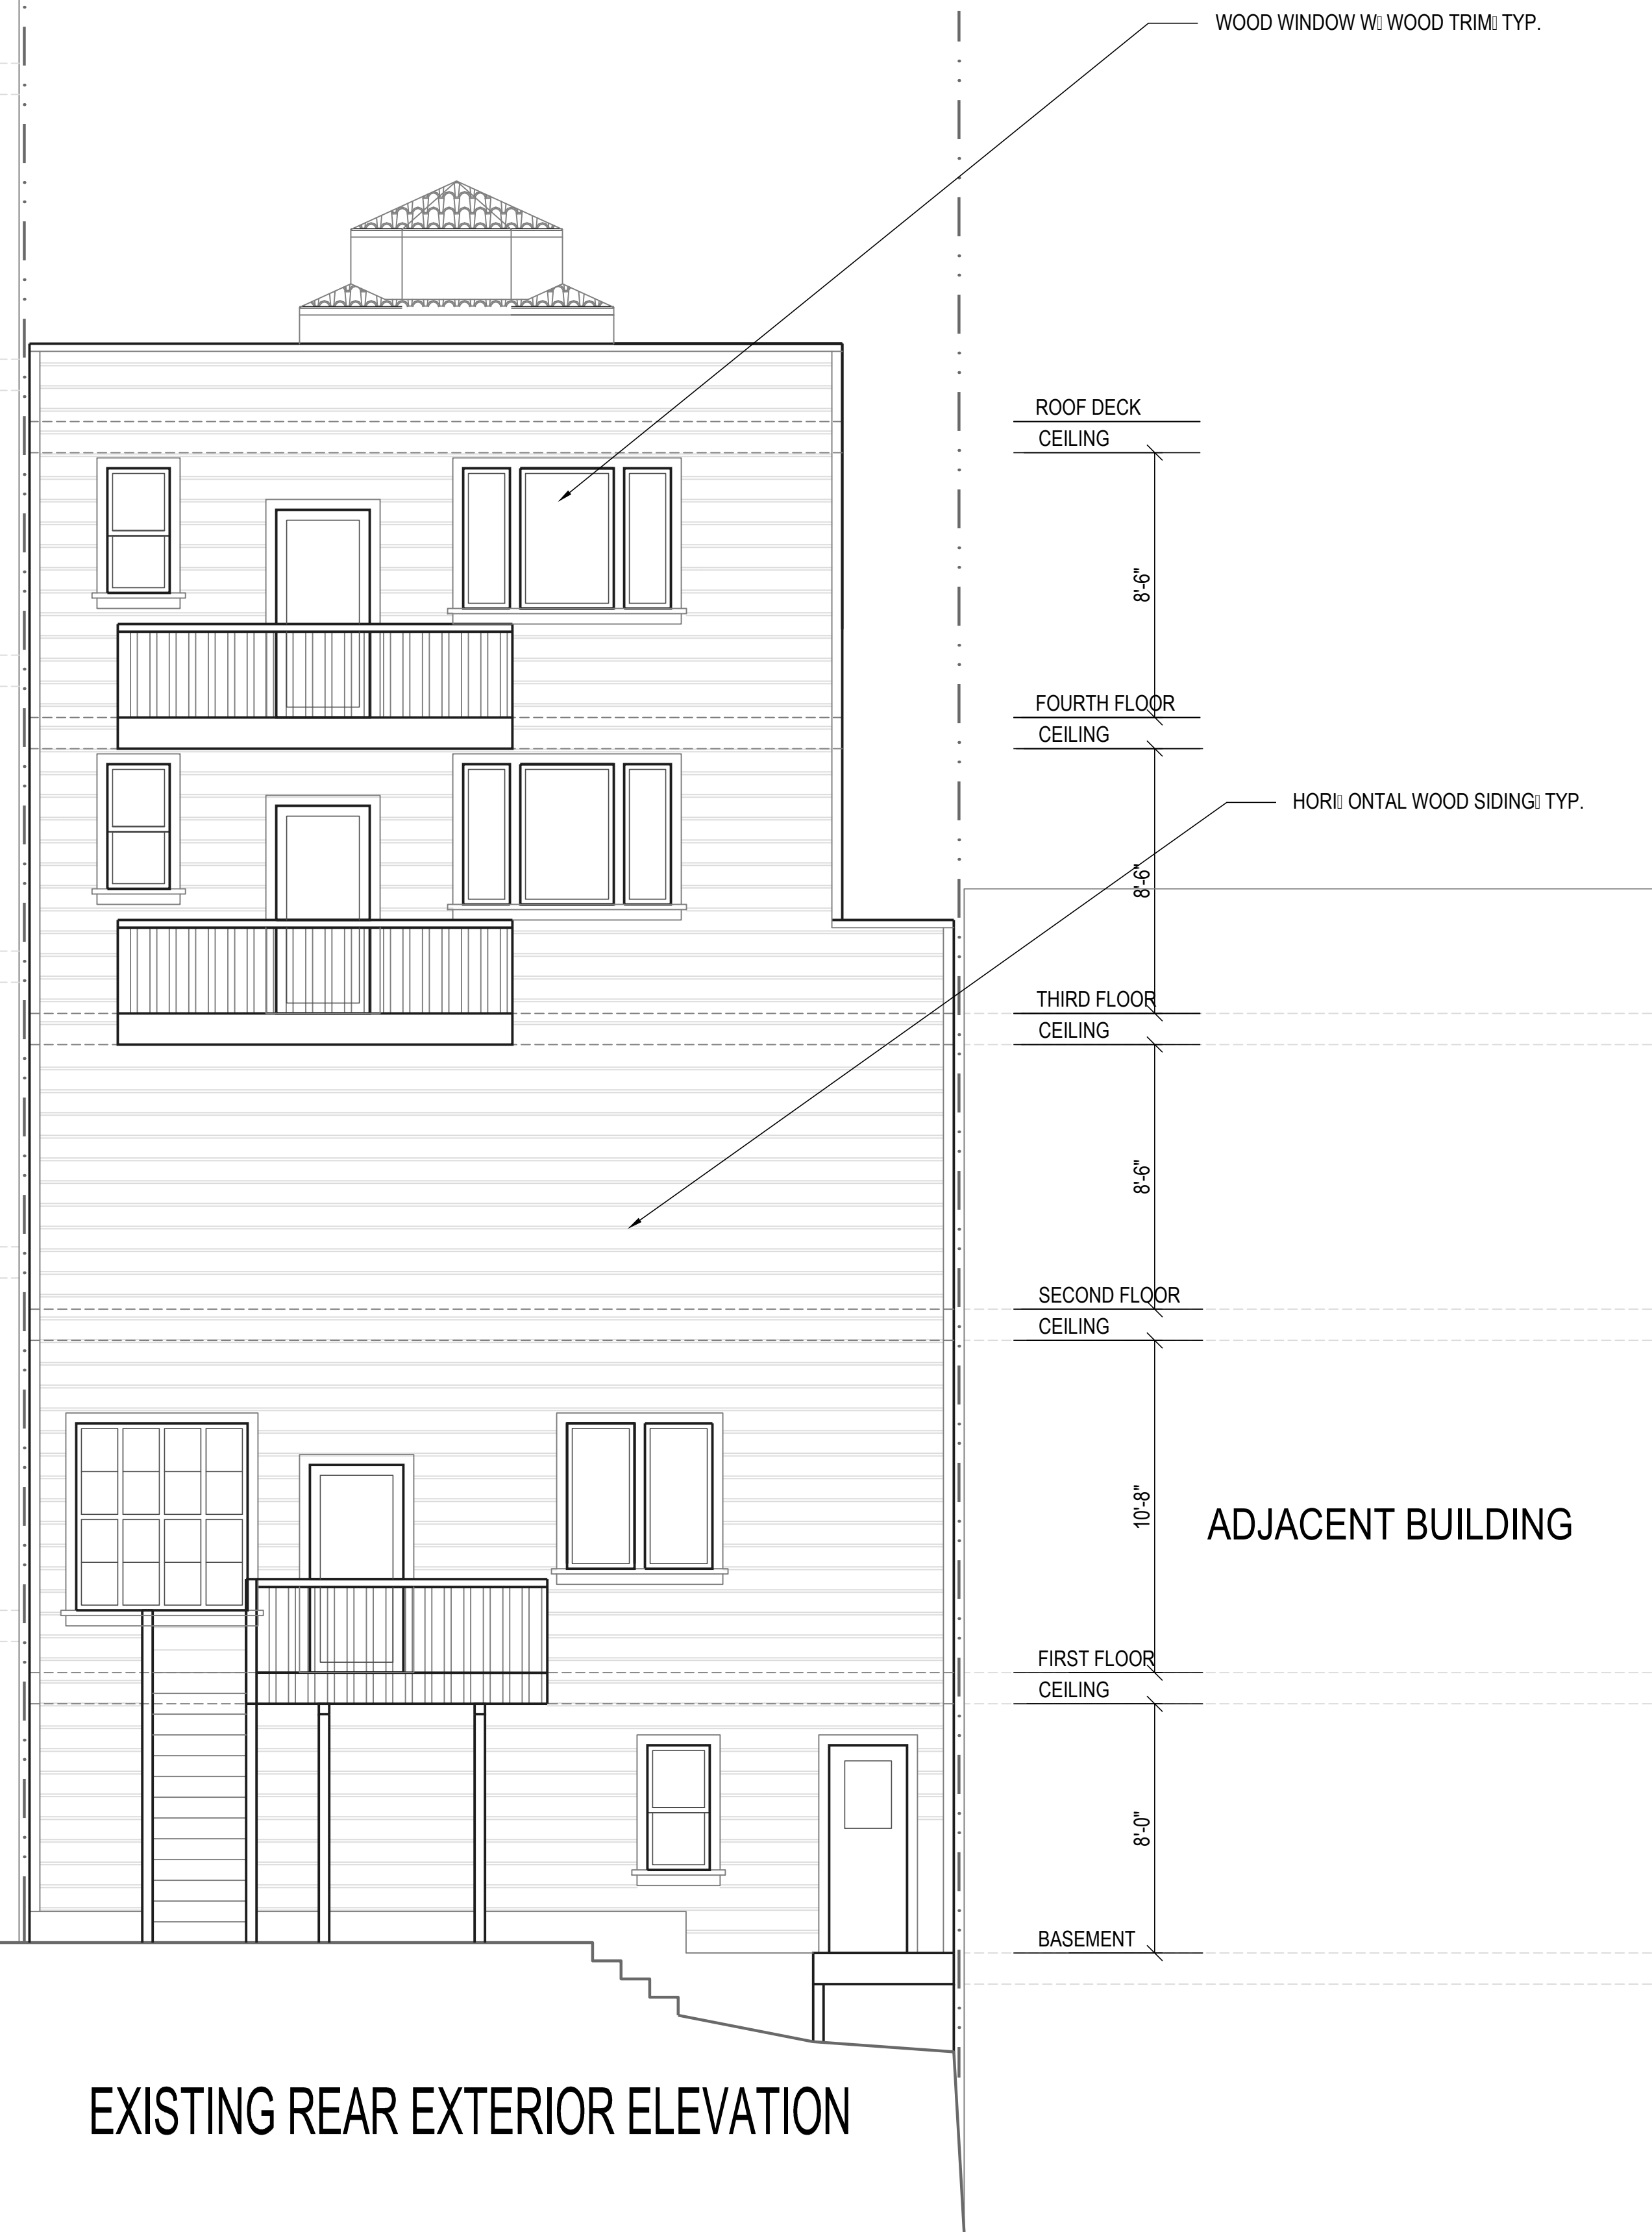 WOOD WINDOW W▯ WOOD TRIM▯ TYP.
ROOF DECK
CEILING
8'-6"
FOURTH FLOOR
CEILING
HORI▯ ONTAL WOOD SIDING▯ TYP.
8'-6"
THIRD FLOOR
CEILING
8'-6"
SECOND FLOOR
CEILING
10'-8"
ADJACENT BUILDING
FIRST FLOOR
CEILING
8'-0"
BASEMENT
EXISTING REAR EXTERIOR ELEVATION